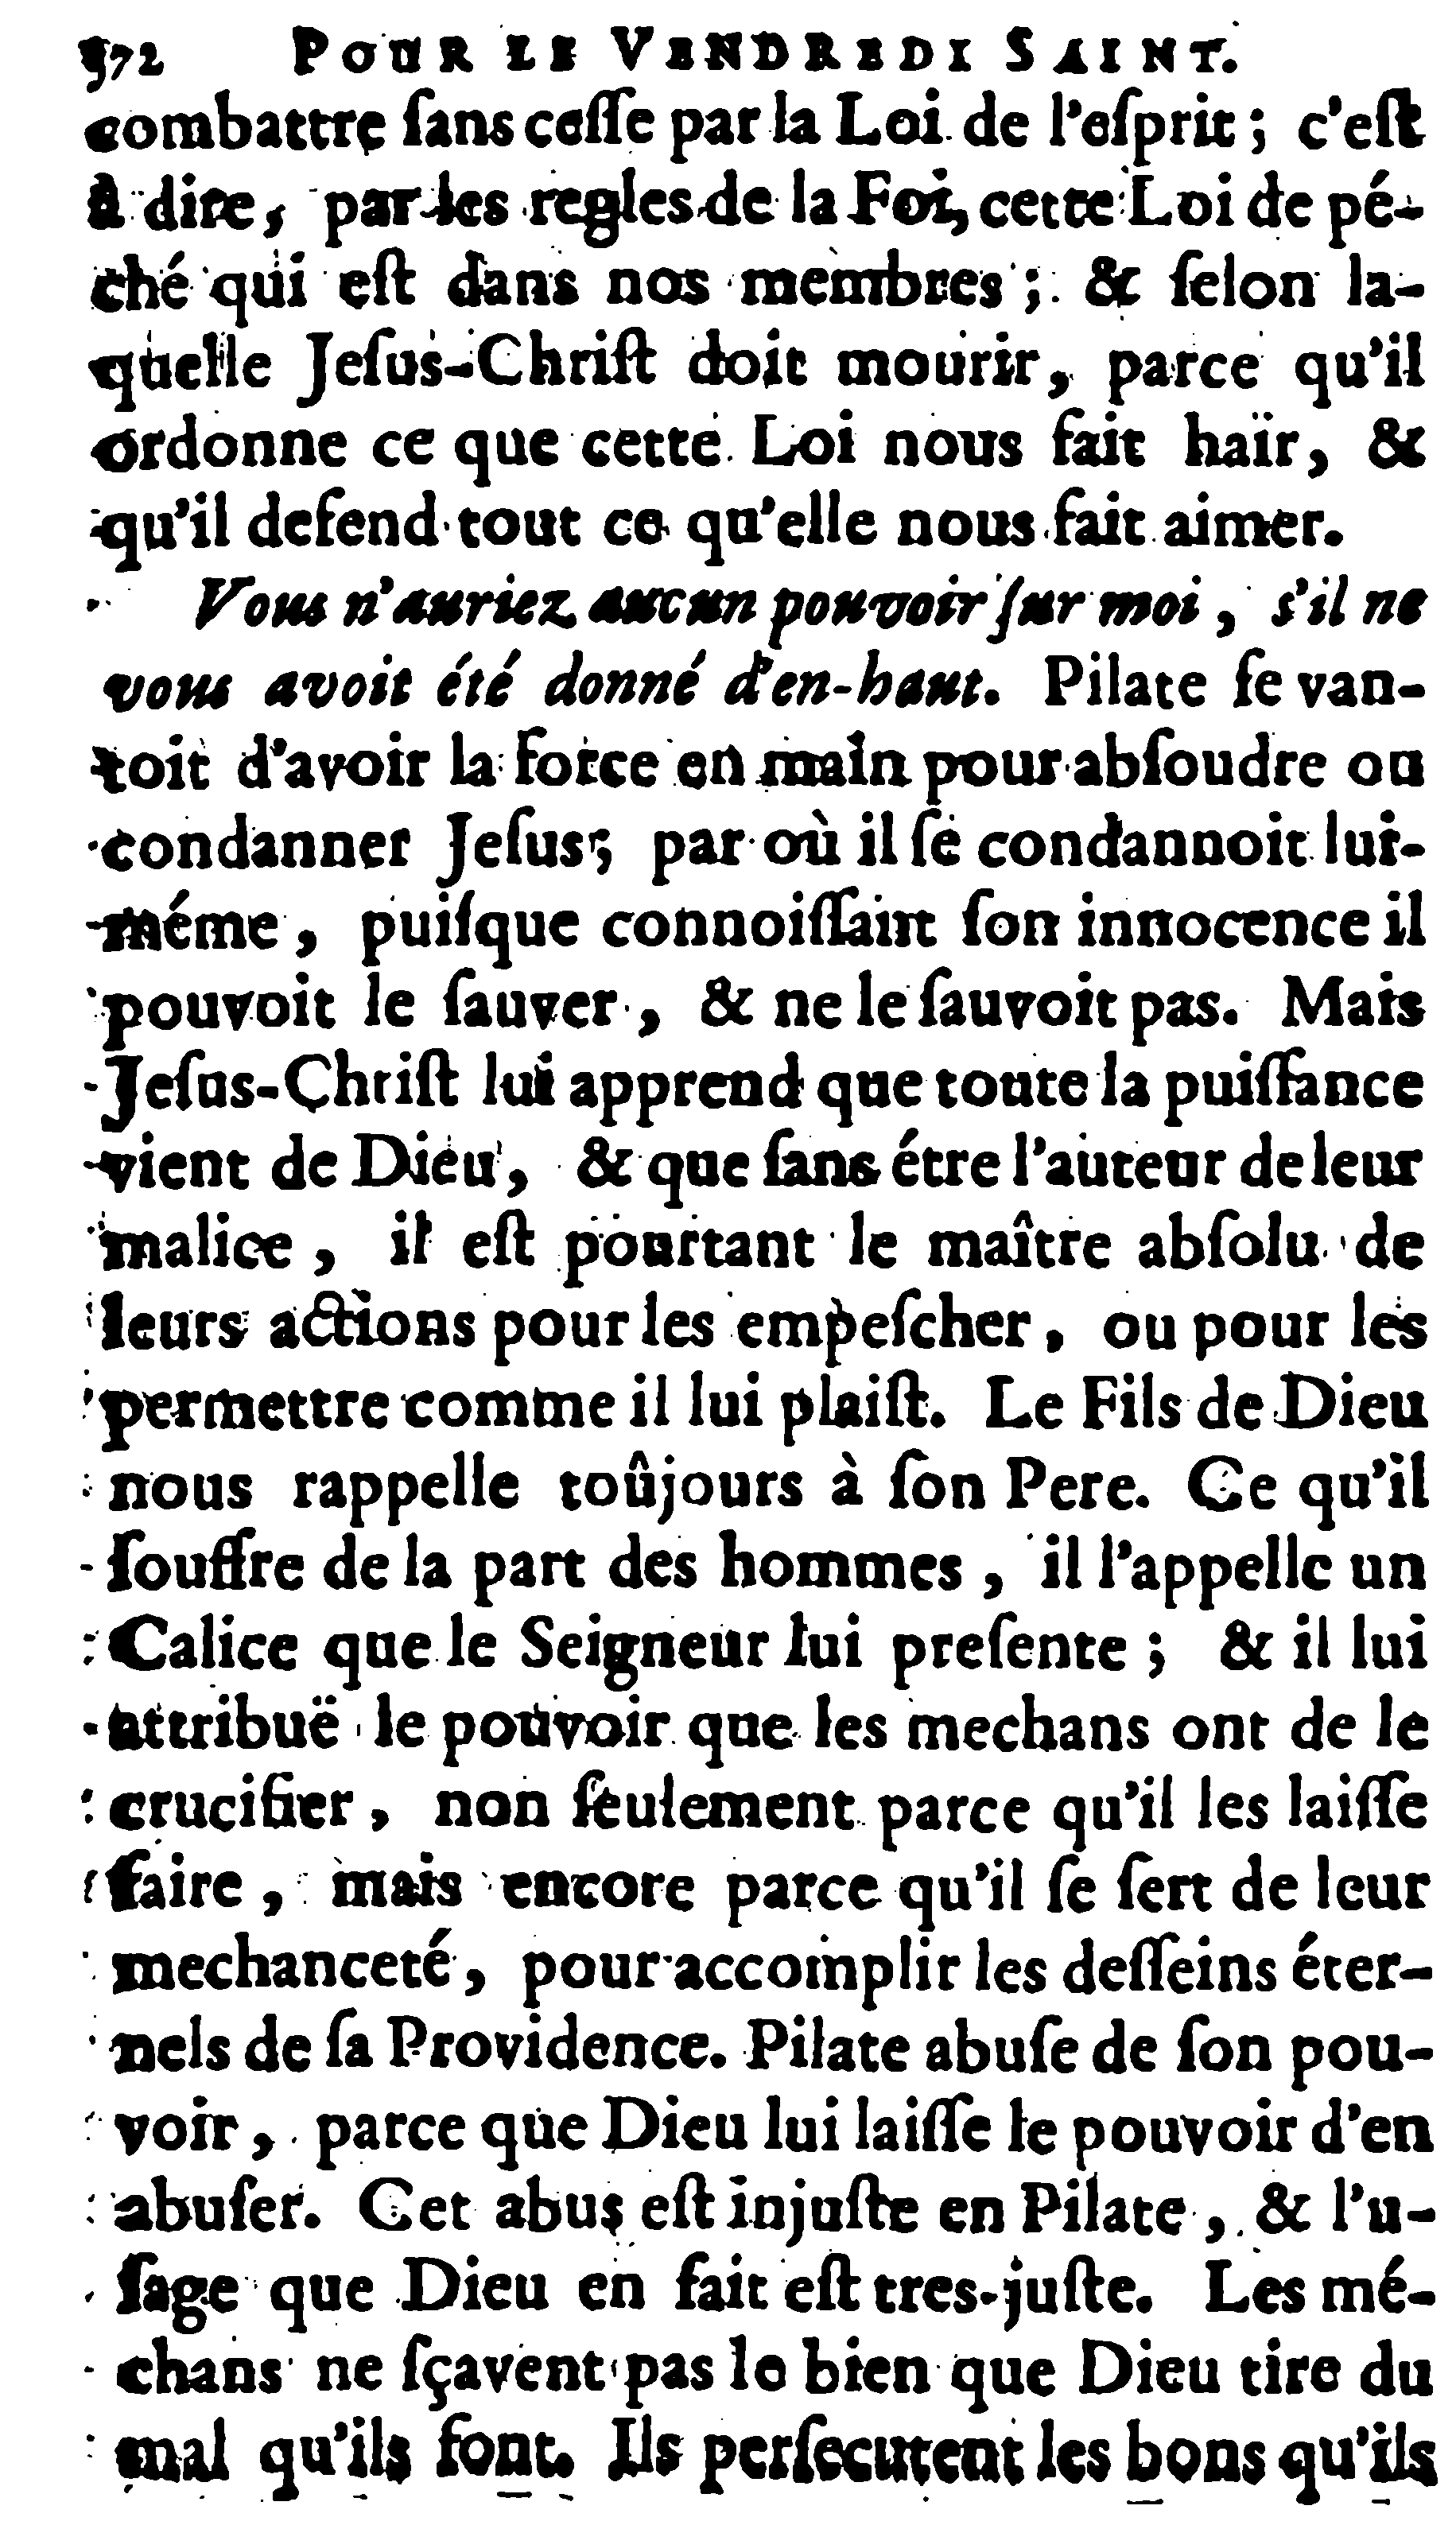 572 POUR LE VENDREDI SAINT.
combattre ſans ceſſe par la Loi de l'eſprit ; c'eſt
à dire, par les regles de la Foi, cette Loi de pé-
ché qui eſt dans nos membres ; & ſelon la-
quelle Jeſus-Chriſt doit mourir, parce qu'il
ordonne ce que cette Loi nous fait haïr, &
qu'il defend tout ce qu'elle nous fait aimer.
Vous n'auriez aucun pouvoir ſur moi, s'il ne
vous avoit été donné d'en-haut. Pilate ſe van-
toit d'avoir la force en main pour abſoudre ou
condanner Jeſus ; par où il ſe condannoit lui-
méme, puiſque connoiſſant ſon innocence il
pouvoit le ſauver, & ne le ſauvoit pas. Mais
Jeſus-Chriſt lui apprend que toute la puiſſance
vient de Dieu, & que ſans étre l'auteur de leur
malice, il eſt pourtant le maître abſolu de
leurs actions pour les empeſcher, ou pour les
permettre comme il lui plaiſt. Le Fils de Dieu
nous rappelle toûjours à ſon Pere. Ce qu'il
ſouffre de la part des hommes, il l'appelle un
Calice que le Seigneur lui preſente ; & il lui
attribuë le pouvoir que les mechans ont de le
crucifier, non ſeulement parce qu'il les laiſſe
faire, mais encore parce qu'il ſe ſert de leur
mechanceté, pour accomplir les deſſeins éter-
nels de ſa Providence. Pilate abuſe de ſon pou-
voir, parce que Dieu lui laiſſe le pouvoir d'en
abuſer. Cet abus eſt injuſte en Pilate, & l'u-
ſage que Dieu en fait eſt tres-juſte. Les mé-
chans ne ſçavent pas le bien que Dieu tire du
mal qu'ils font. Ils perſecutent les bons qu'ils